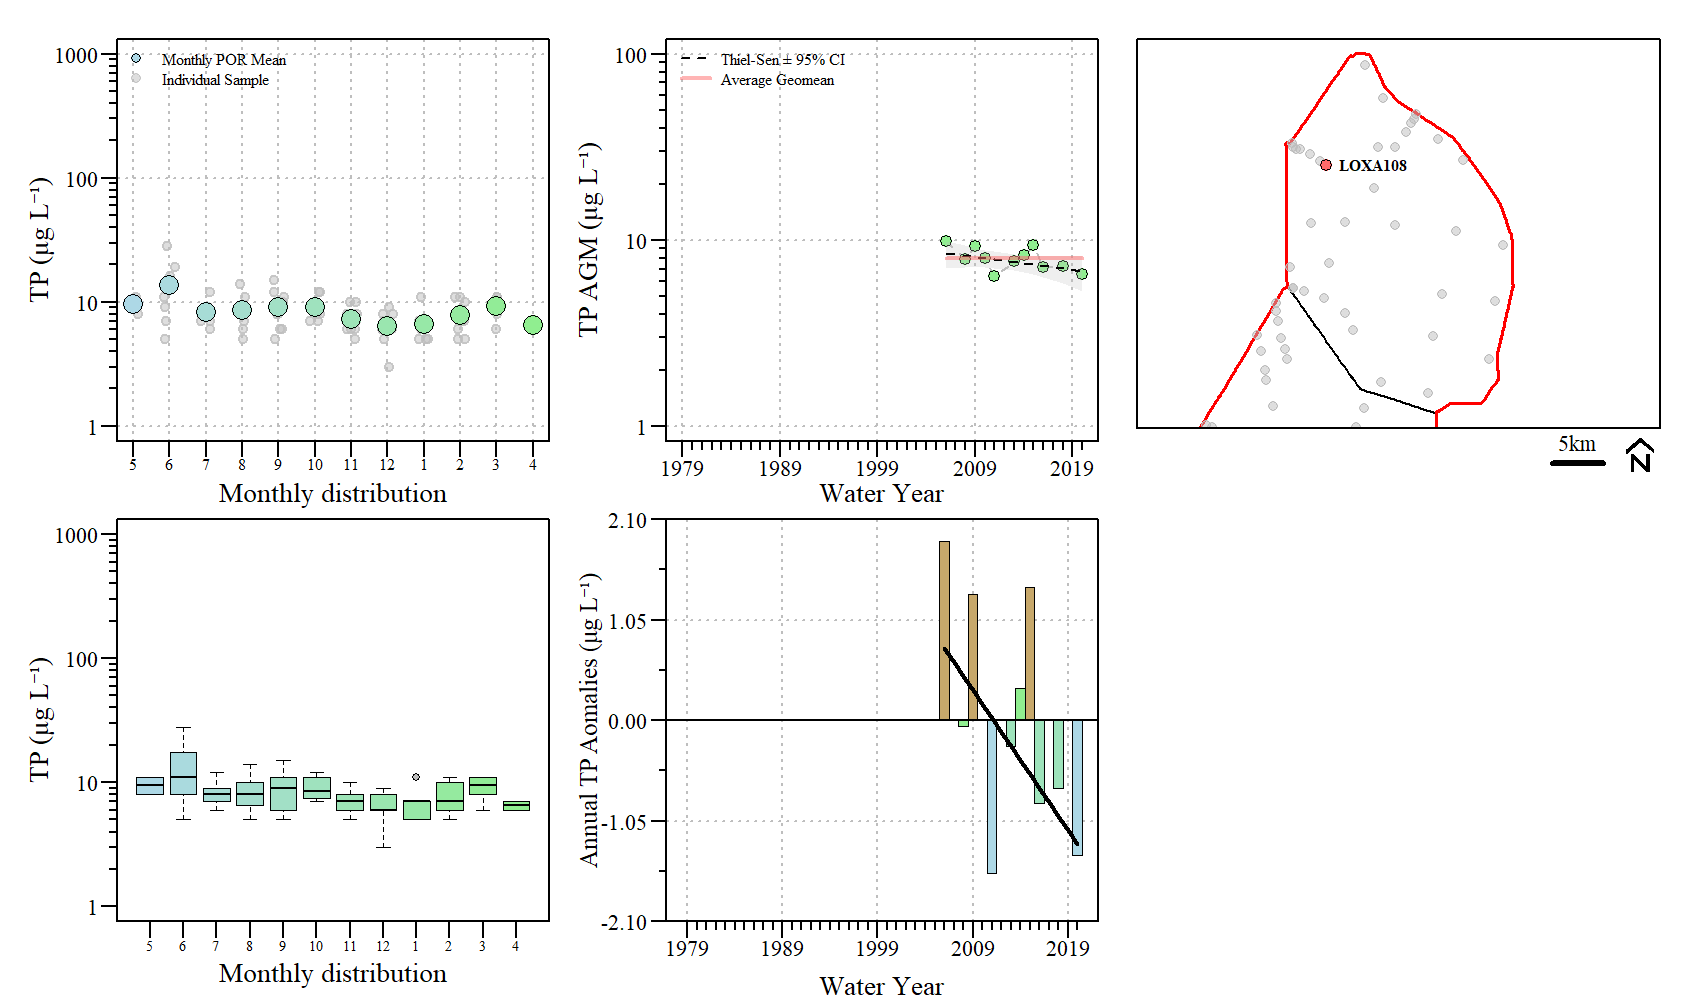 1000
100
10
1
TP (µg L⁻¹)
Monthly POR Mean
Individual Sample
5 6 7 8 9 10 11 12 1 2 3 4
Monthly distribution
100
10
1
TP AGM (µg L⁻¹)
Thiel-Sen ± 95% CI
Average Geomean
1979 1989 1999 2009 2019
Water Year
LOXA108
5km
N
1000
100
10
1
TP (µg L⁻¹)
5 6 7 8 9 10 11 12 1 2 3 4
Monthly distribution
2.10
1.05
0.00
-1.05
-2.10
Annual TP Aomalies (µg L⁻¹)
1979 1989 1999 2009 2019
Water Year